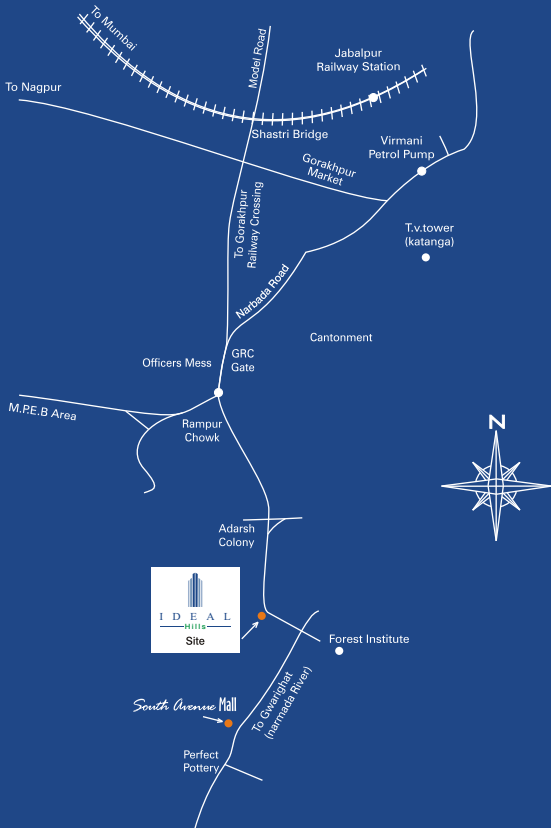 To Mumbai
Model Road
Jabalpur
Railway Station
To Nagpur
Shastri Bridge
Virmani
Petrol Pump
Gorakhpur
Market
To Gorakhpur
Railway Crossing
T.v.tower
(katanga)
Narbada Road
Cantonment
Officers Mess
GRC
Gate
M.P.E.B Area
Rampur
Chowk
N
Adarsh
Colony
IDEAL
Hills
Site
Forest Institute
To Gwarighat
(narmada River)
South Avenue Mall
Perfect
Pottery